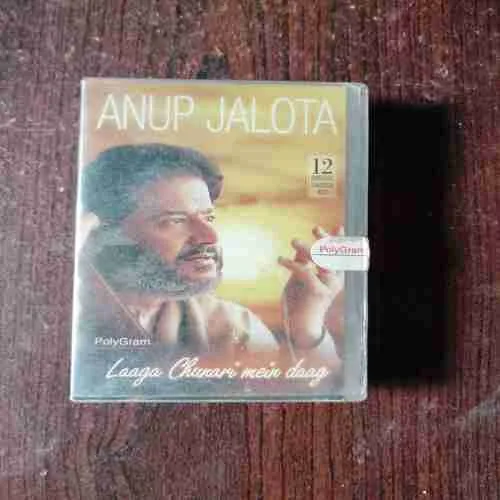 ANUP JALOTA
12
PolyGram
PolyGram
Laaga Chunari mein daag